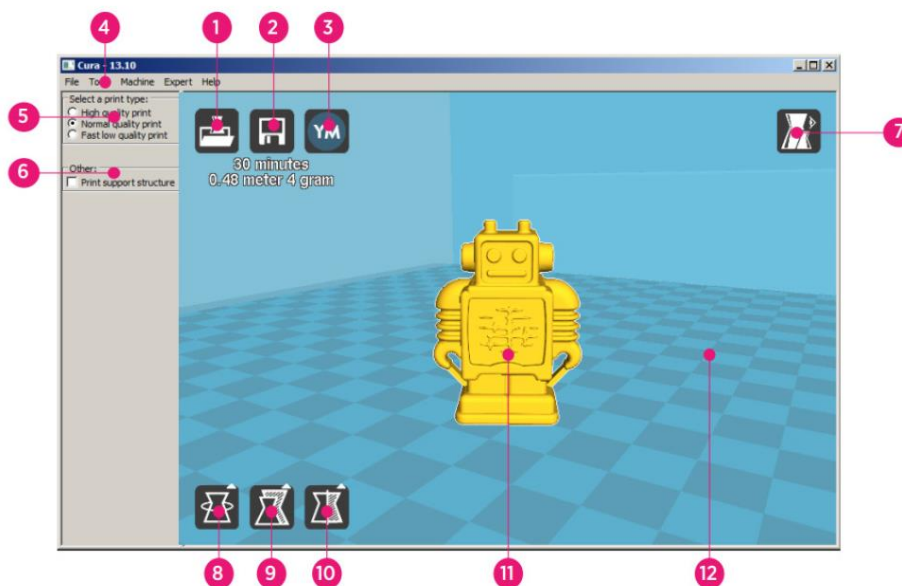 1 2 3
4
Cura - 13.10
File Tools Machine Expert Help
Select a print type:
5
High quality print
Normal quality print
Fast low quality print
YM
7
30 minutes
0.48 meter 4 gram
Other:
6
Print support structure
11
12
8 9 10